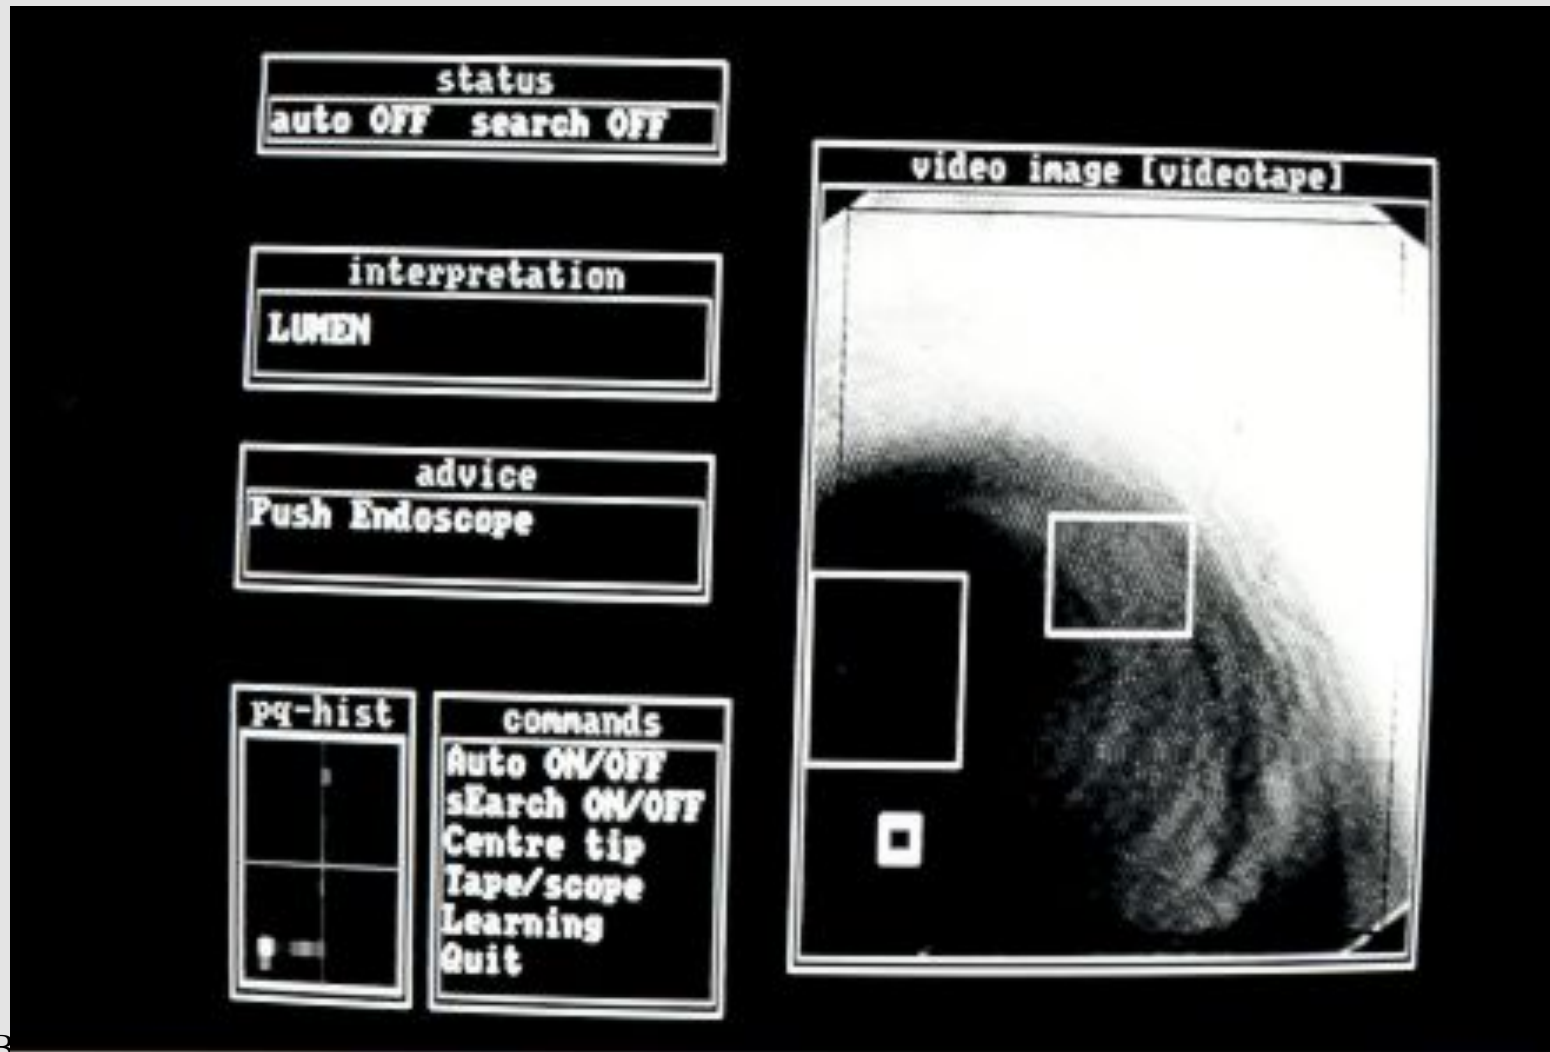 status
auto OFF search OFF
interpretation
LUMEN
advice
Push Endoscope
pq-hist
commands
Auto ON/OFF
sEarch ON/OFF
Centre tip
Tape/scope
Learning
Quit
video image [videotape]
B